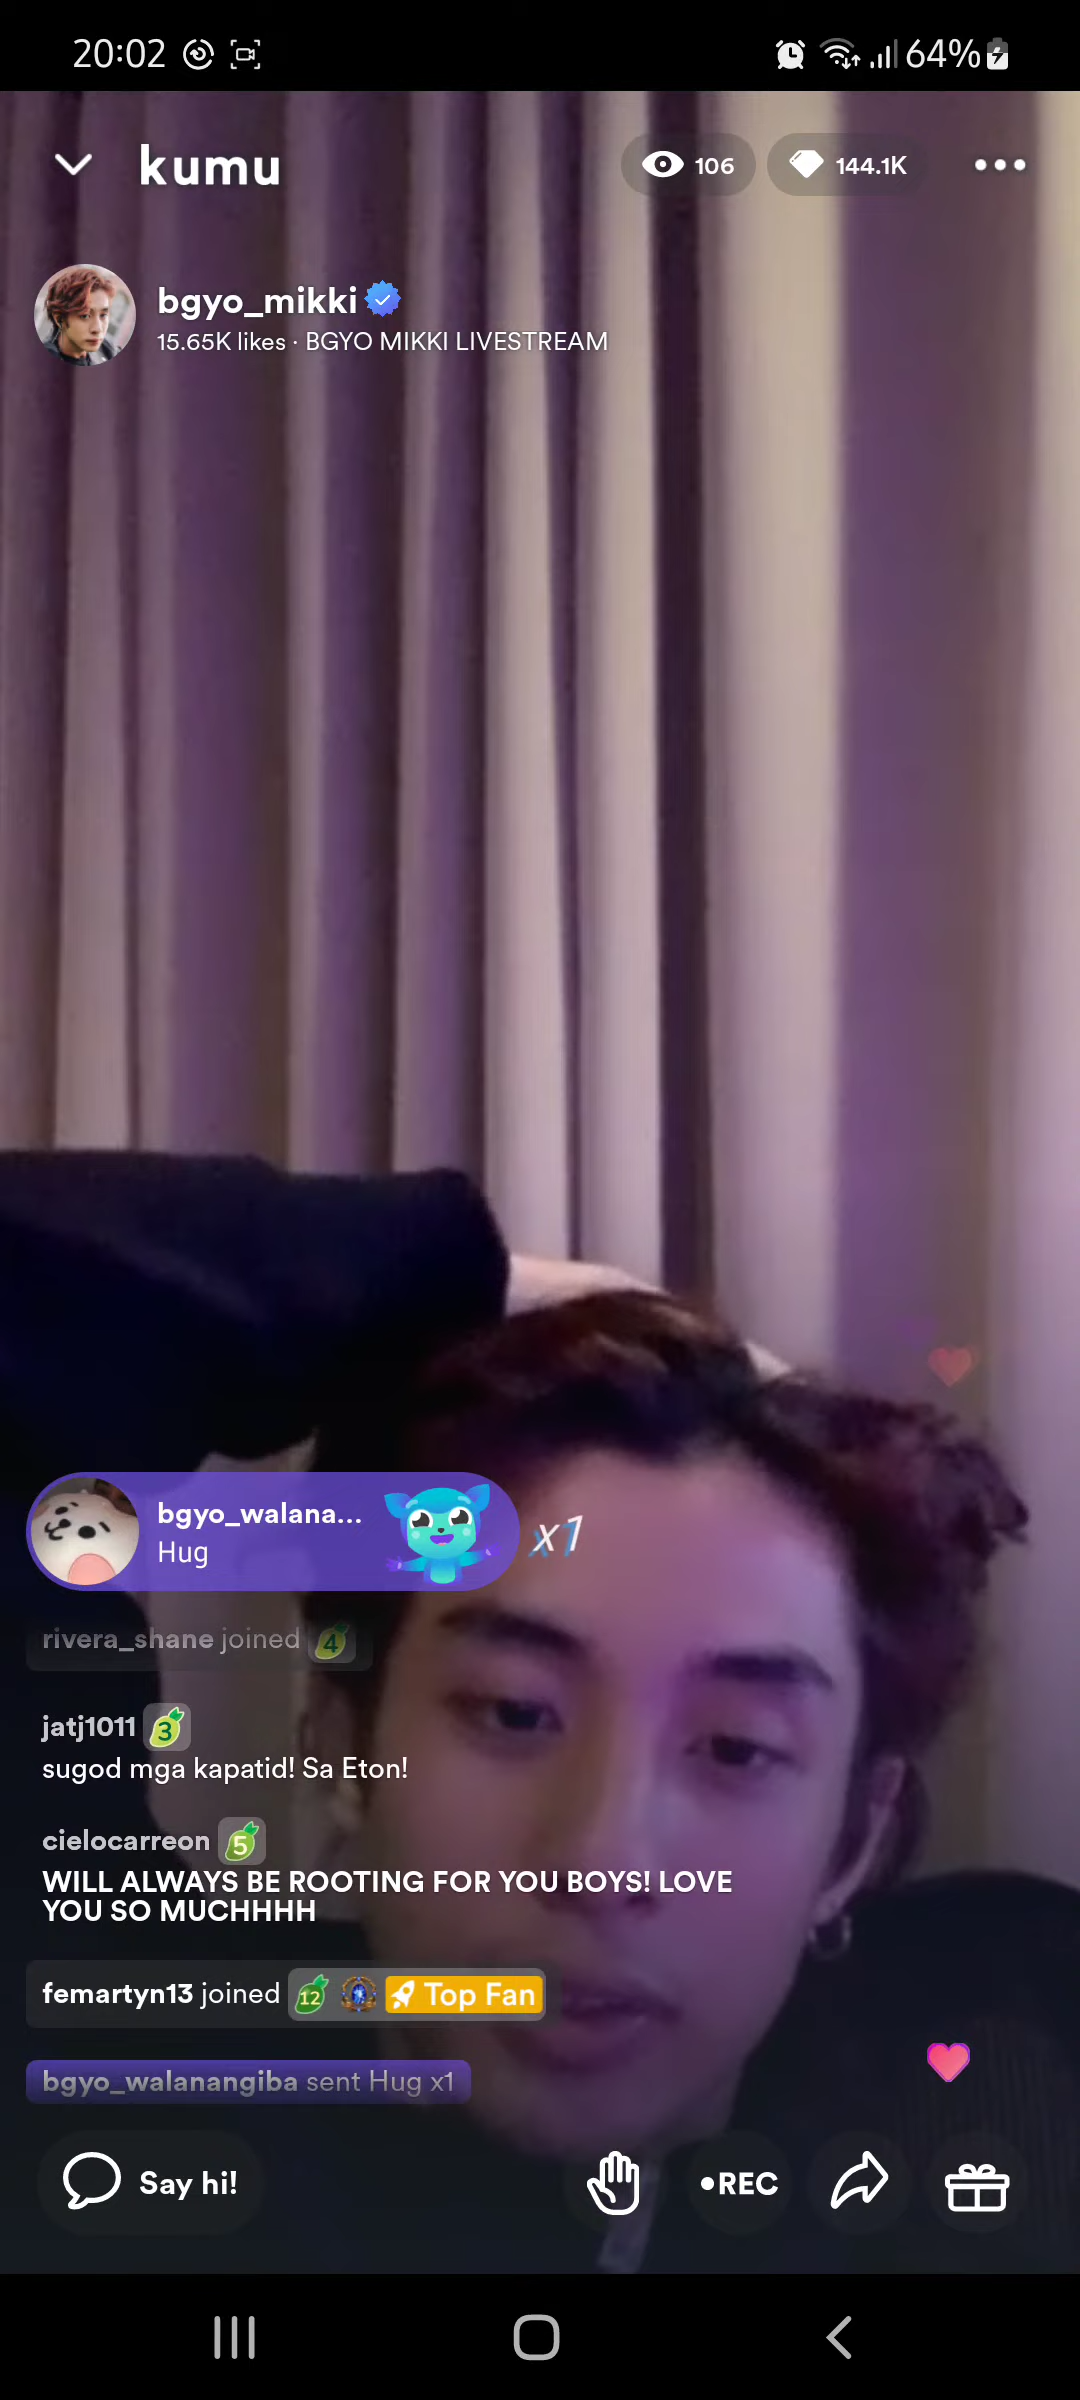 20:02
64%
kumu
106
144.1K
bgyo_mikki
15.65K likes · BGYO MIKKI LIVESTREAM
bgyo_walana...
Hug
x1
rivera_shane joined 4
jatj1011 3
sugod mga kapatid! Sa Eton!
cielocarreon 5
WILL ALWAYS BE ROOTING FOR YOU BOYS! LOVE
YOU SO MUCHHHH
femartyn13 joined 12 Top Fan
bgyo_walanangiba sent Hug x1
Say hi!
•REC